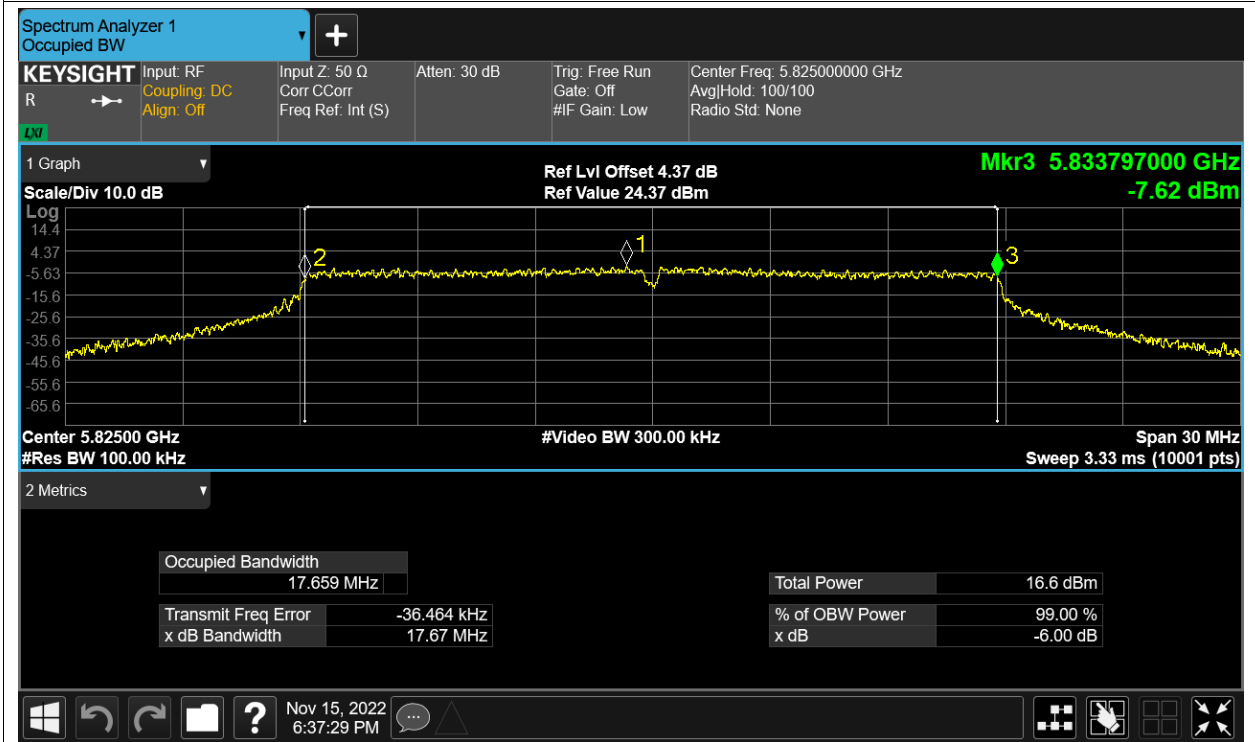 Spectrum Analyzer 1
Occupied BW
KEYSIGHT Input: RF Input Z: 50 Ω Atten: 30 dB Trig: Free Run Center Freq: 5.825000000 GHz
R Coupling: DC Corr CCorr Gate: Off Avg|Hold: 100/100
Align: Off Freq Ref: Int (S) #IF Gain: Low Radio Std: None
LXI
1 Graph Ref Lvl Offset 4.37 dB Mkr3 5.833797000 GHz
Scale/Div 10.0 dB Ref Value 24.37 dBm -7.62 dBm
Log
14.4
4.37
-5.63
-15.6
-25.6
-35.6
-45.6
-55.6
-65.6
2
1
3
Center 5.82500 GHz #Video BW 300.00 kHz Span 30 MHz
#Res BW 100.00 kHz Sweep 3.33 ms (10001 pts)
2 Metrics
Occupied Bandwidth
17.659 MHz Total Power 16.6 dBm
Transmit Freq Error -36.464 kHz % of OBW Power 99.00 %
x dB Bandwidth 17.67 MHz x dB -6.00 dB
? Nov 15, 2022
6:37:29 PM